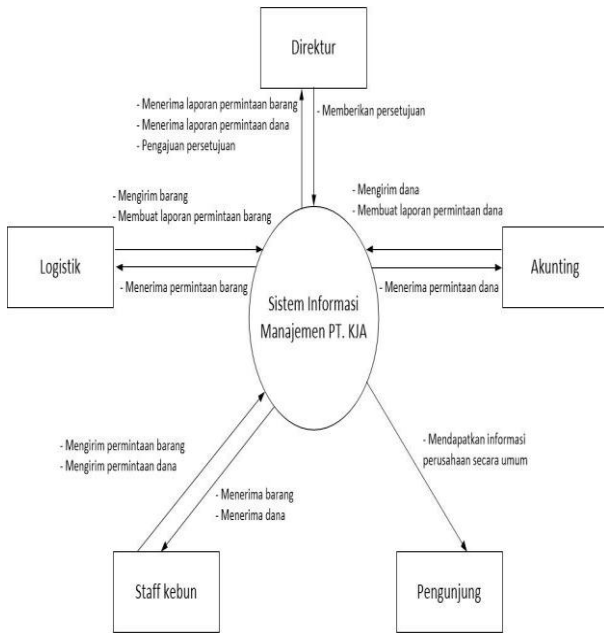 Direktur
- Menerima laporan permintaan barang
- Menerima laporan permintaan dana
- Pengajuan persetujuan
- Memberikan persetujuan
- Mengirim barang
- Membuat laporan permintaan barang
- Mengirim dana
- Membuat laporan permintaan dana
Logistik
- Menerima permintaan barang
Sistem Informasi
Manajemen PT. KJA
- Menerima permintaan dana
Akunting
- Mengirim permintaan barang
- Mengirim permintaan dana
- Menerima barang
- Menerima dana
- Mendapatkan informasi
perusahaan secara umum
Staff kebun
Pengunjung